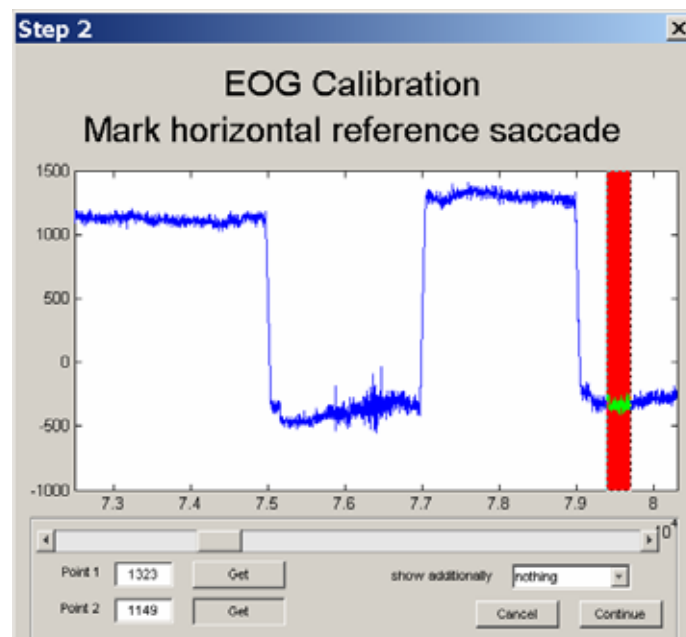 Step 2
EOG Calibration
Mark horizontal reference saccade
1500
1000
500
0
-500
-1000
7.3 7.4 7.5 7.6 7.7 7.8 7.9 8
10^4
Point 1 1323 Get show additionally nothing
Point 2 1149 Get Cancel Continue